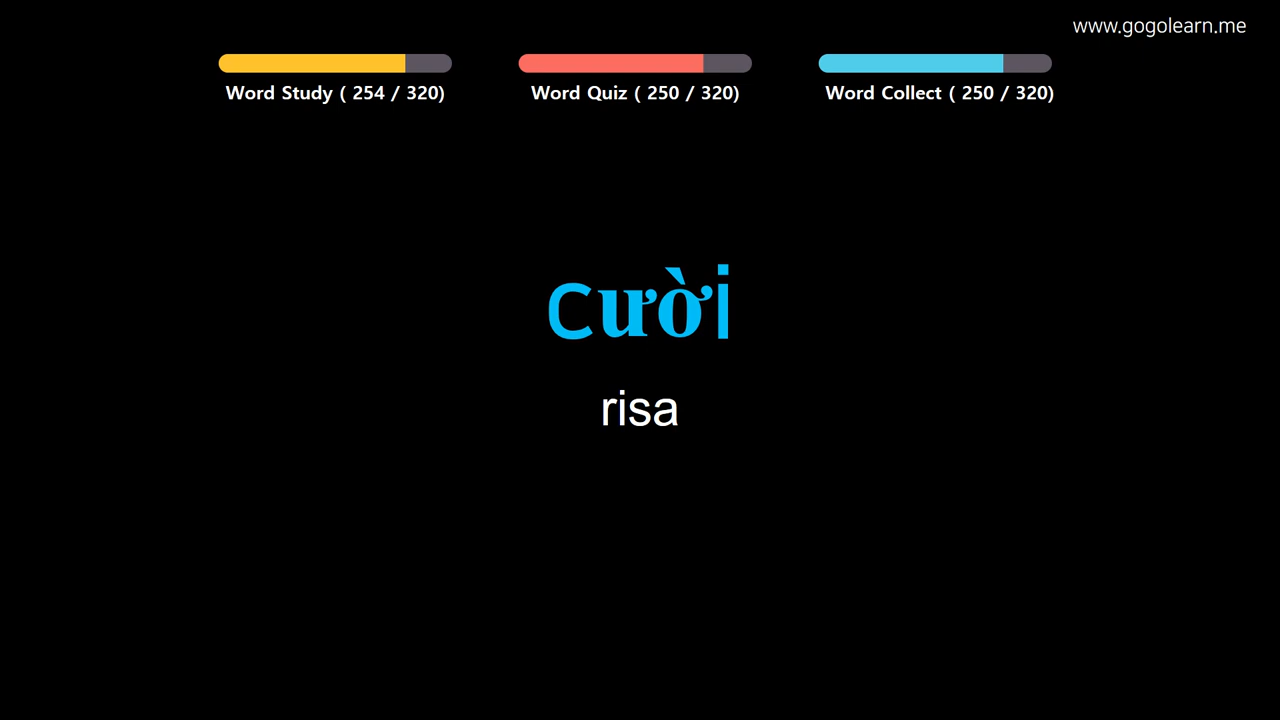 www.gogolearn.me
Word Study ( 254 / 320)
Word Quiz ( 250 / 320)
Word Collect ( 250 / 320)
cười
risa